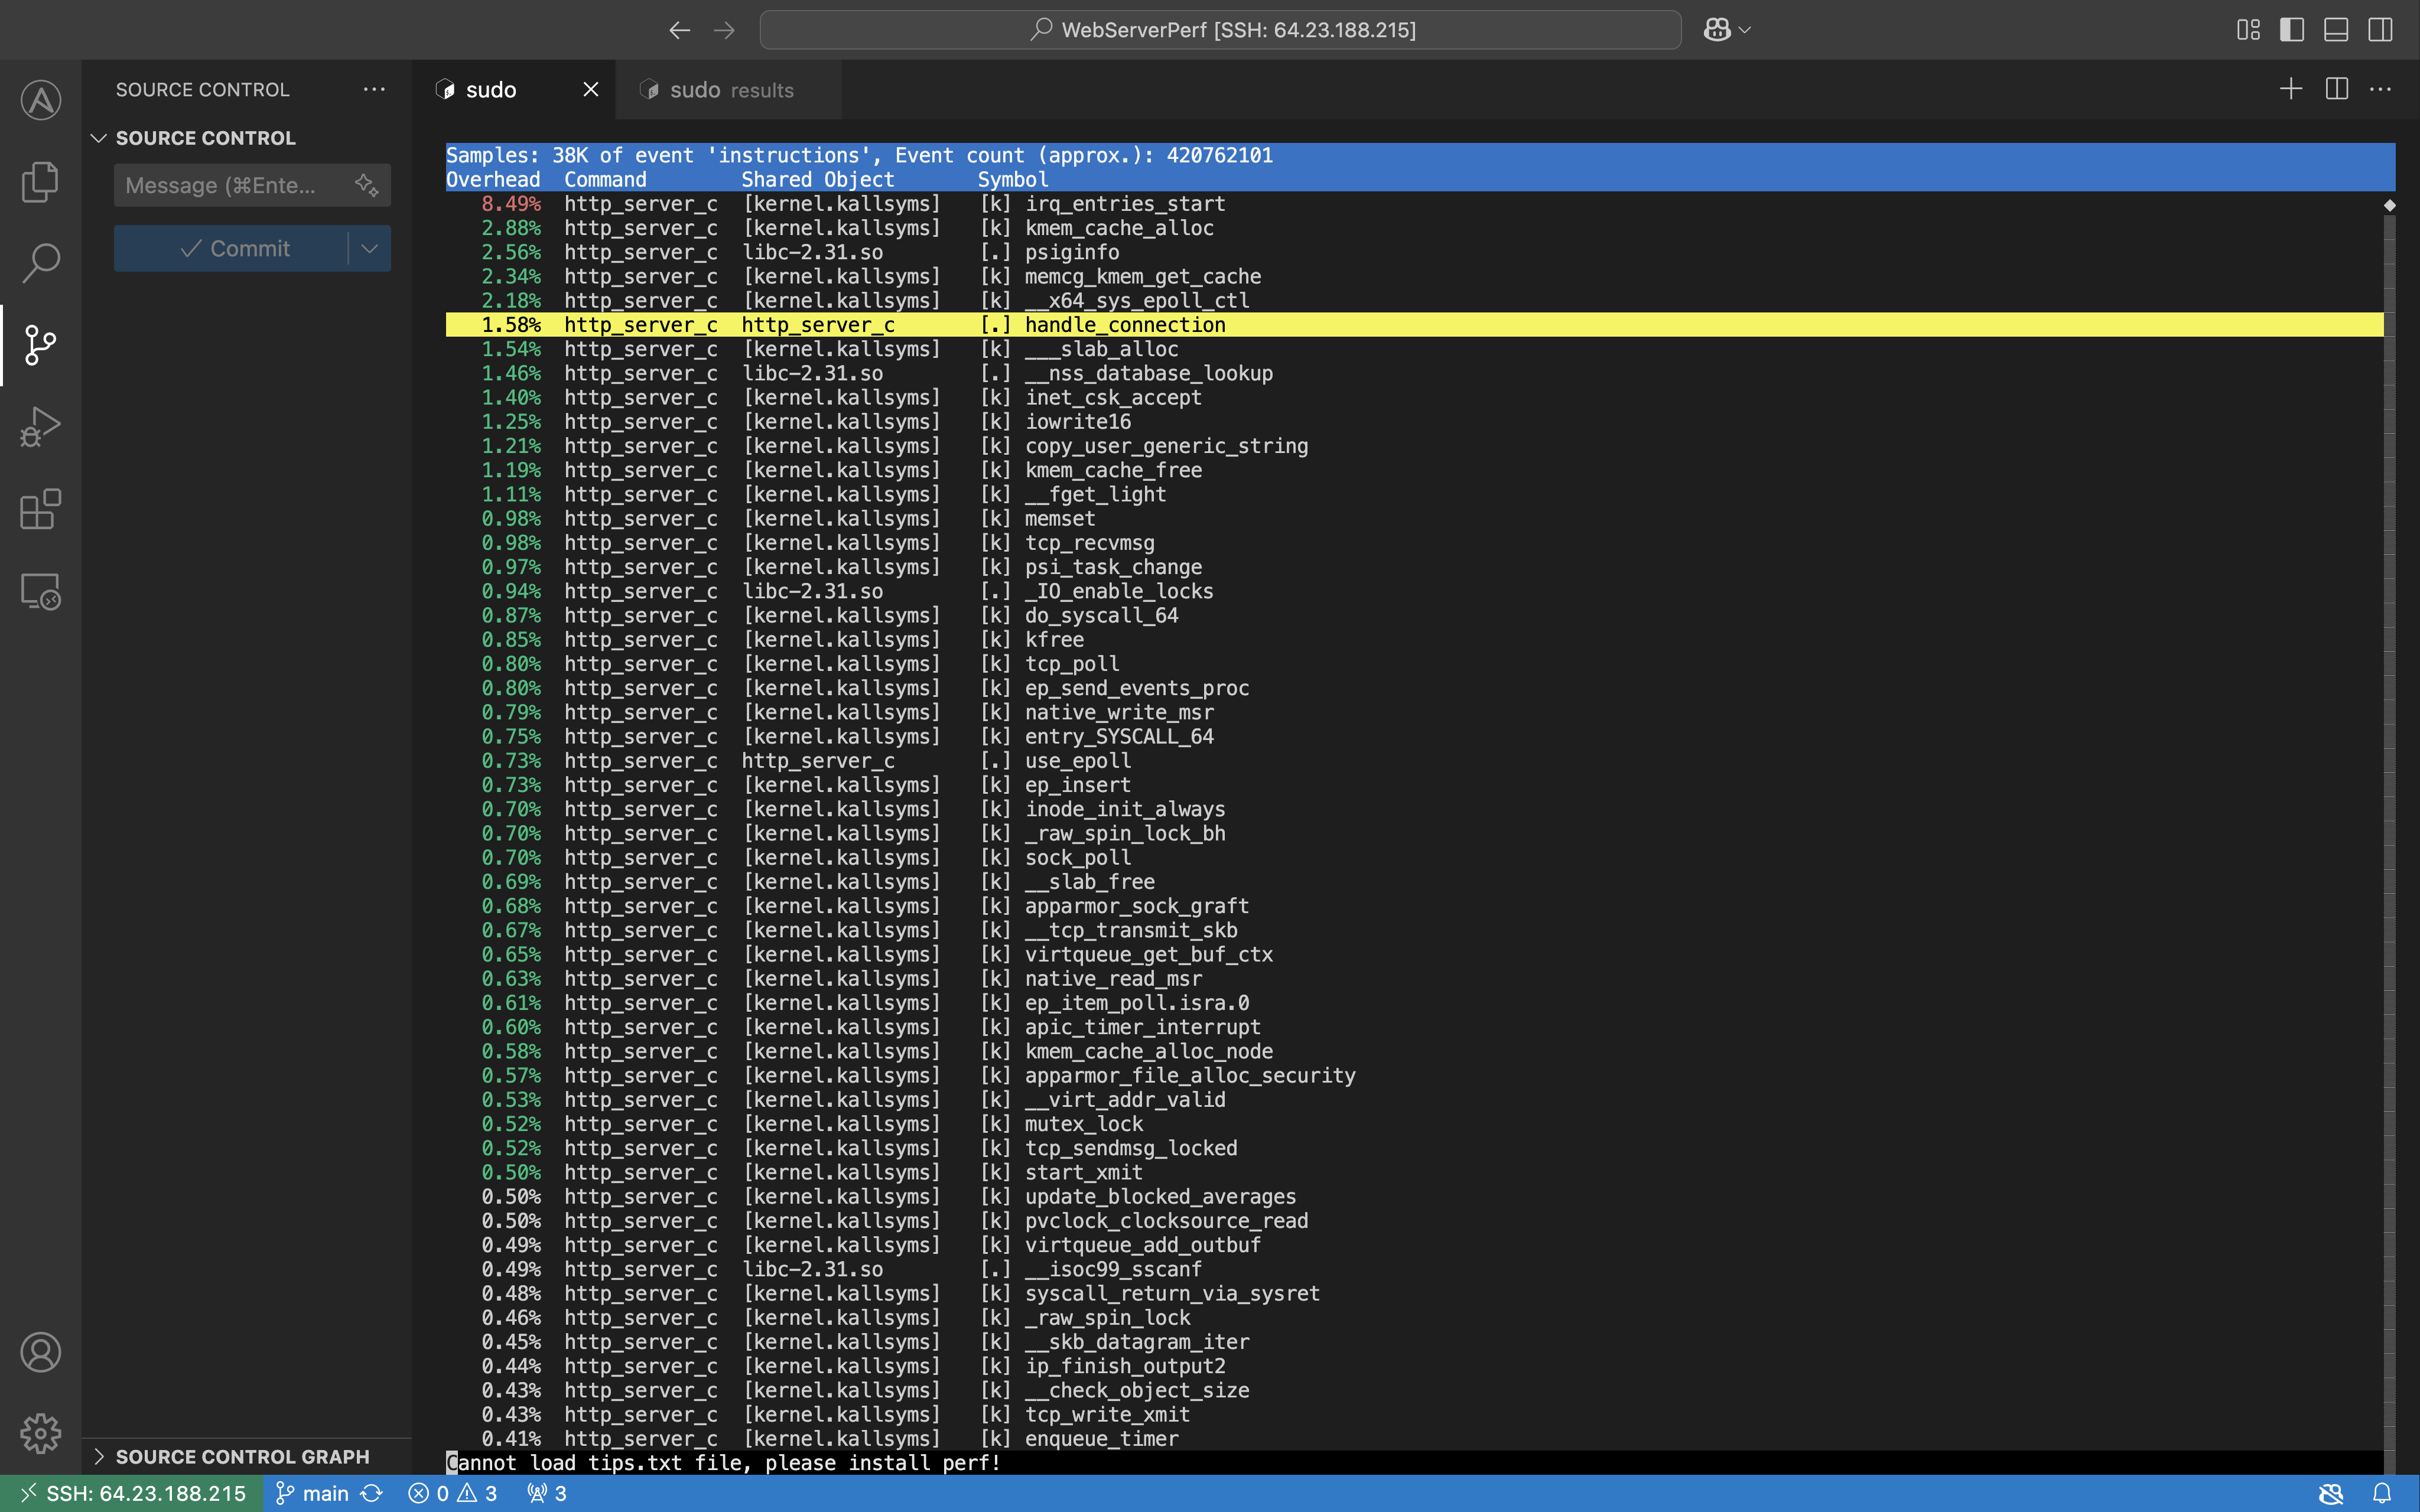 WebServerPerf [SSH: 64.23.188.215]
SOURCE CONTROL
sudo
sudo results
SOURCE CONTROL
Message (⌘Ente...
Commit
Samples: 38K of event 'instructions', Event count (approx.): 420762101
Overhead Command Shared Object Symbol
8.49% http_server_c [kernel.kallsyms] [k] irq_entries_start
2.88% http_server_c [kernel.kallsyms] [k] kmem_cache_alloc
2.56% http_server_c libc-2.31.so [.] psiginfo
2.34% http_server_c [kernel.kallsyms] [k] memcg_kmem_get_cache
2.18% http_server_c [kernel.kallsyms] [k] __x64_sys_epoll_ctl
1.58% http_server_c http_server_c [.] handle_connection
1.54% http_server_c [kernel.kallsyms] [k] ___slab_alloc
1.46% http_server_c libc-2.31.so [.] __nss_database_lookup
1.40% http_server_c [kernel.kallsyms] [k] inet_csk_accept
1.25% http_server_c [kernel.kallsyms] [k] iowrite16
1.21% http_server_c [kernel.kallsyms] [k] copy_user_generic_string
1.19% http_server_c [kernel.kallsyms] [k] kmem_cache_free
1.11% http_server_c [kernel.kallsyms] [k] __fget_light
0.98% http_server_c [kernel.kallsyms] [k] memset
0.98% http_server_c [kernel.kallsyms] [k] tcp_recvmsg
0.97% http_server_c [kernel.kallsyms] [k] psi_task_change
0.94% http_server_c libc-2.31.so [.] _IO_enable_locks
0.87% http_server_c [kernel.kallsyms] [k] do_syscall_64
0.85% http_server_c [kernel.kallsyms] [k] kfree
0.80% http_server_c [kernel.kallsyms] [k] tcp_poll
0.80% http_server_c [kernel.kallsyms] [k] ep_send_events_proc
0.79% http_server_c [kernel.kallsyms] [k] native_write_msr
0.75% http_server_c [kernel.kallsyms] [k] entry_SYSCALL_64
0.73% http_server_c http_server_c [.] use_epoll
0.73% http_server_c [kernel.kallsyms] [k] ep_insert
0.70% http_server_c [kernel.kallsyms] [k] inode_init_always
0.70% http_server_c [kernel.kallsyms] [k] _raw_spin_lock_bh
0.70% http_server_c [kernel.kallsyms] [k] sock_poll
0.69% http_server_c [kernel.kallsyms] [k] __slab_free
0.68% http_server_c [kernel.kallsyms] [k] apparmor_sock_graft
0.67% http_server_c [kernel.kallsyms] [k] __tcp_transmit_skb
0.65% http_server_c [kernel.kallsyms] [k] virtqueue_get_buf_ctx
0.63% http_server_c [kernel.kallsyms] [k] native_read_msr
0.61% http_server_c [kernel.kallsyms] [k] ep_item_poll.isra.0
0.60% http_server_c [kernel.kallsyms] [k] apic_timer_interrupt
0.58% http_server_c [kernel.kallsyms] [k] kmem_cache_alloc_node
0.57% http_server_c [kernel.kallsyms] [k] apparmor_file_alloc_security
0.53% http_server_c [kernel.kallsyms] [k] __virt_addr_valid
0.52% http_server_c [kernel.kallsyms] [k] mutex_lock
0.52% http_server_c [kernel.kallsyms] [k] tcp_sendmsg_locked
0.50% http_server_c [kernel.kallsyms] [k] start_xmit
0.50% http_server_c [kernel.kallsyms] [k] update_blocked_averages
0.50% http_server_c [kernel.kallsyms] [k] pvclock_clocksource_read
0.49% http_server_c [kernel.kallsyms] [k] virtqueue_add_outbuf
0.49% http_server_c libc-2.31.so [.] __isoc99_sscanf
0.48% http_server_c [kernel.kallsyms] [k] syscall_return_via_sysret
0.46% http_server_c [kernel.kallsyms] [k] _raw_spin_lock
0.45% http_server_c [kernel.kallsyms] [k] __skb_datagram_iter
0.44% http_server_c [kernel.kallsyms] [k] ip_finish_output2
0.43% http_server_c [kernel.kallsyms] [k] __check_object_size
0.43% http_server_c [kernel.kallsyms] [k] tcp_write_xmit
0.41% http_server_c [kernel.kallsyms] [k] enqueue_timer
SOURCE CONTROL GRAPH
Cannot load tips.txt file, please install perf!
SSH: 64.23.188.215 main 0 3 3